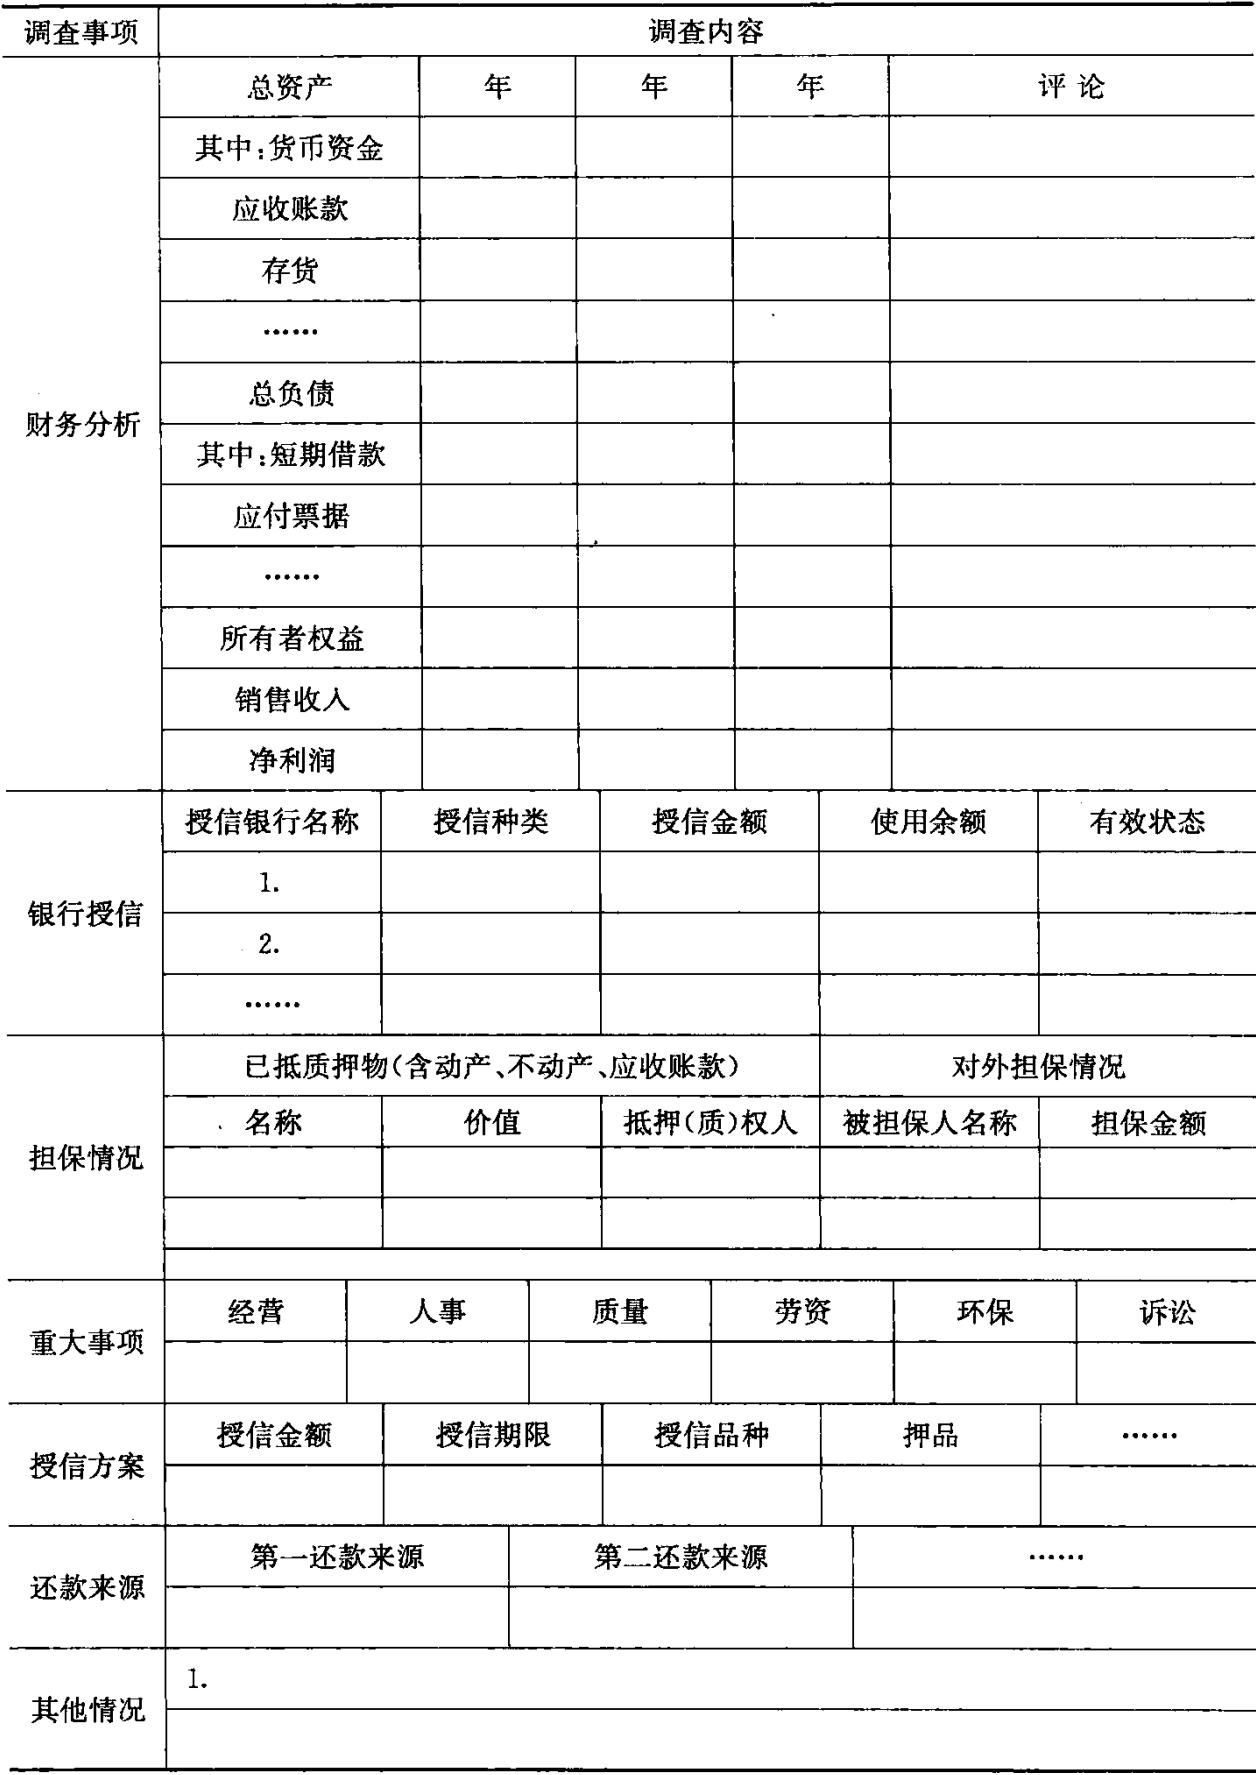 调查事项 调查内容
总资产 年 年 年 评论
其中:货币资金
应收账款
存货
……
总负债
财务分析
其中:短期借款
应付票据
……
所有者权益
销售收入
净利润
授信银行名称 授信种类 授信金额 使用余额 有效状态
1.
银行授信
2.
……
已抵质押物(含动产、不动产、应收账款) 对外担保情况
名称 价值 抵押(质)权人 被担保人名称 担保金额
担保情况
经营 人事 质量 劳资 环保 诉讼
重大事项
授信金额 授信期限 授信品种 押品 ……
授信方案
第一还款来源 第二还款来源 ……
还款来源
1.
其他情况